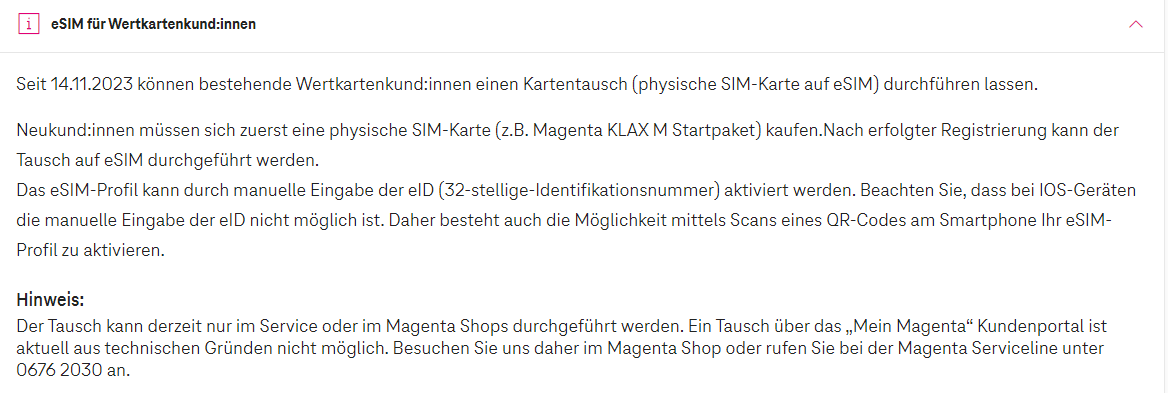 i eSIM für Wertkartenkund:innen
Seit 14.11.2023 können bestehende Wertkartenkund:innen einen Kartentausch (physische SIM-Karte auf eSIM) durchführen lassen.
Neukund:innen müssen sich zuerst eine physische SIM-Karte (z.B. Magenta KLAX M Startpaket) kaufen.Nach erfolgter Registrierung kann der
Tausch auf eSIM durchgeführt werden.
Das eSIM-Profil kann durch manuelle Eingabe der eID (32-stellige-Identifikationsnummer) aktiviert werden. Beachten Sie, dass bei IOS-Geräten
die manuelle Eingabe der eID nicht möglich ist. Daher besteht auch die Möglichkeit mittels Scans eines QR-Codes am Smartphone Ihr eSIM-
Profil zu aktivieren.
Hinweis:
Der Tausch kann derzeit nur im Service oder im Magenta Shops durchgeführt werden. Ein Tausch über das „Mein Magenta“ Kundenportal ist
aktuell aus technischen Gründen nicht möglich. Besuchen Sie uns daher im Magenta Shop oder rufen Sie bei der Magenta Serviceline unter
0676 2030 an.